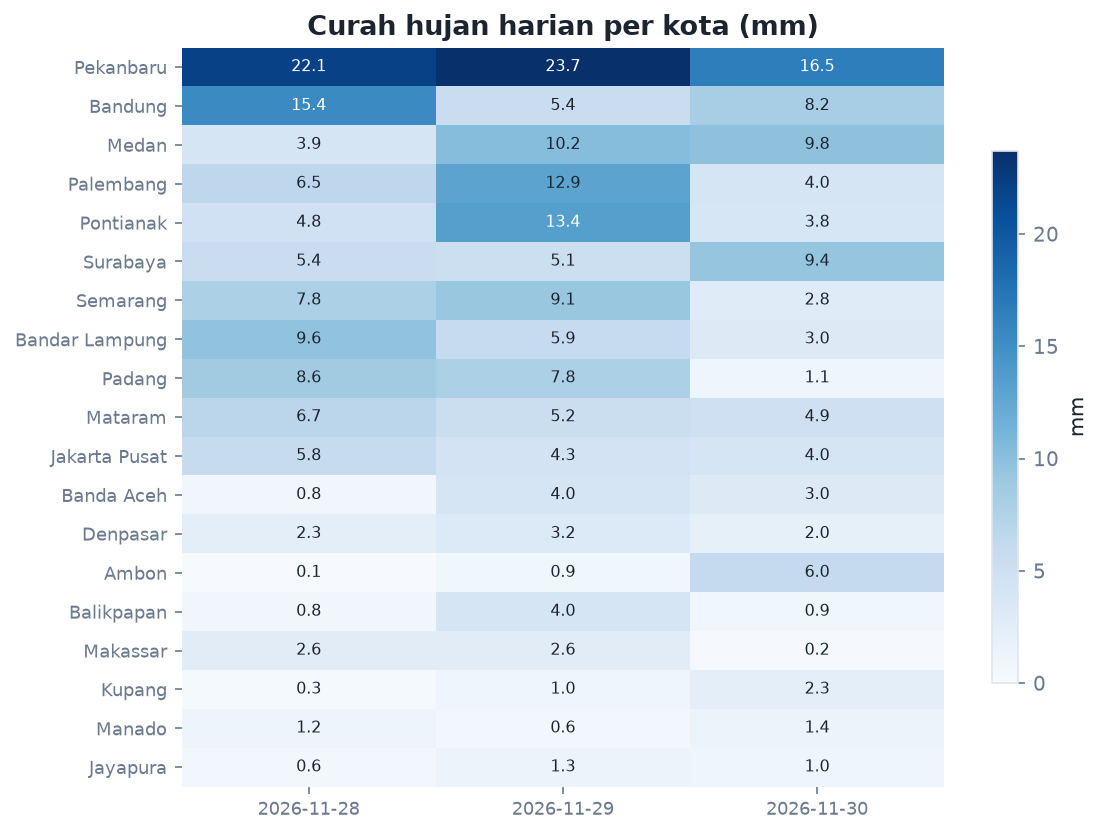 Curah hujan harian per kota (mm)
Pekanbaru 22.1 23.7 16.5
Bandung 15.4 5.4 8.2
Medan 3.9 10.2 9.8
Palembang 6.5 12.9 4.0
Pontianak 4.8 13.4 3.8
Surabaya 5.4 5.1 9.4
Semarang 7.8 9.1 2.8
Bandar Lampung 9.6 5.9 3.0
Padang 8.6 7.8 1.1
Mataram 6.7 5.2 4.9
Jakarta Pusat 5.8 4.3 4.0
Banda Aceh 0.8 4.0 3.0
Denpasar 2.3 3.2 2.0
Ambon 0.1 0.9 6.0
Balikpapan 0.8 4.0 0.9
Makassar 2.6 2.6 0.2
Kupang 0.3 1.0 2.3
Manado 1.2 0.6 1.4
Jayapura 0.6 1.3 1.0
2026-11-28 2026-11-29 2026-11-30
20
15
10
5
0
mm